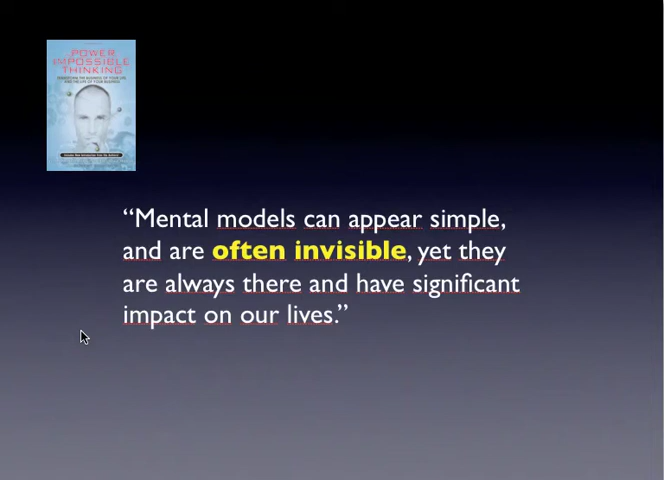 POWER
IMPOSSIBLE
THINKING
“Mental models can appear simple,
and are often invisible, yet they
are always there and have significant
impact on our lives.”